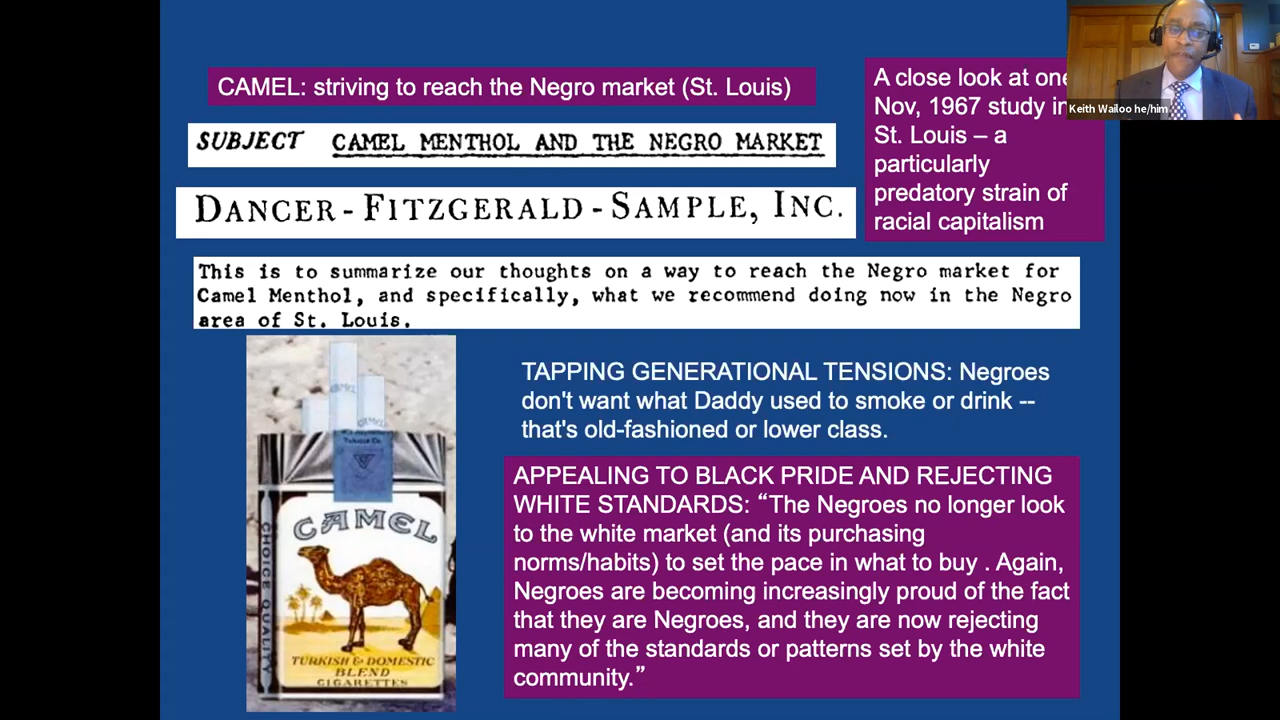 CAMEL: striving to reach the Negro market (St. Louis)
SUBJECT CAMEL MENTHOL AND THE NEGRO MARKET
DANCER-FITZGERALD-SAMPLE, INC.
A close look at one
Nov, 1967 study in
St. Louis – a
particularly
predatory strain of
racial capitalism
Keith Wailoo he/him
This is to summarize our thoughts on a way to reach the Negro market for
Camel Menthol, and specifically, what we recommend doing now in the Negro
area of St. Louis.
TAPPING GENERATIONAL TENSIONS: Negroes
don't want what Daddy used to smoke or drink --
that's old-fashioned or lower class.
APPEALING TO BLACK PRIDE AND REJECTING
WHITE STANDARDS: “The Negroes no longer look
to the white market (and its purchasing
norms/habits) to set the pace in what to buy . Again,
Negroes are becoming increasingly proud of the fact
that they are Negroes, and they are now rejecting
many of the standards or patterns set by the white
community.”
CAMEL
CAMEL
CHOICE QUALITY
TURKISH & DOMESTIC
BLEND
CIGARETTES